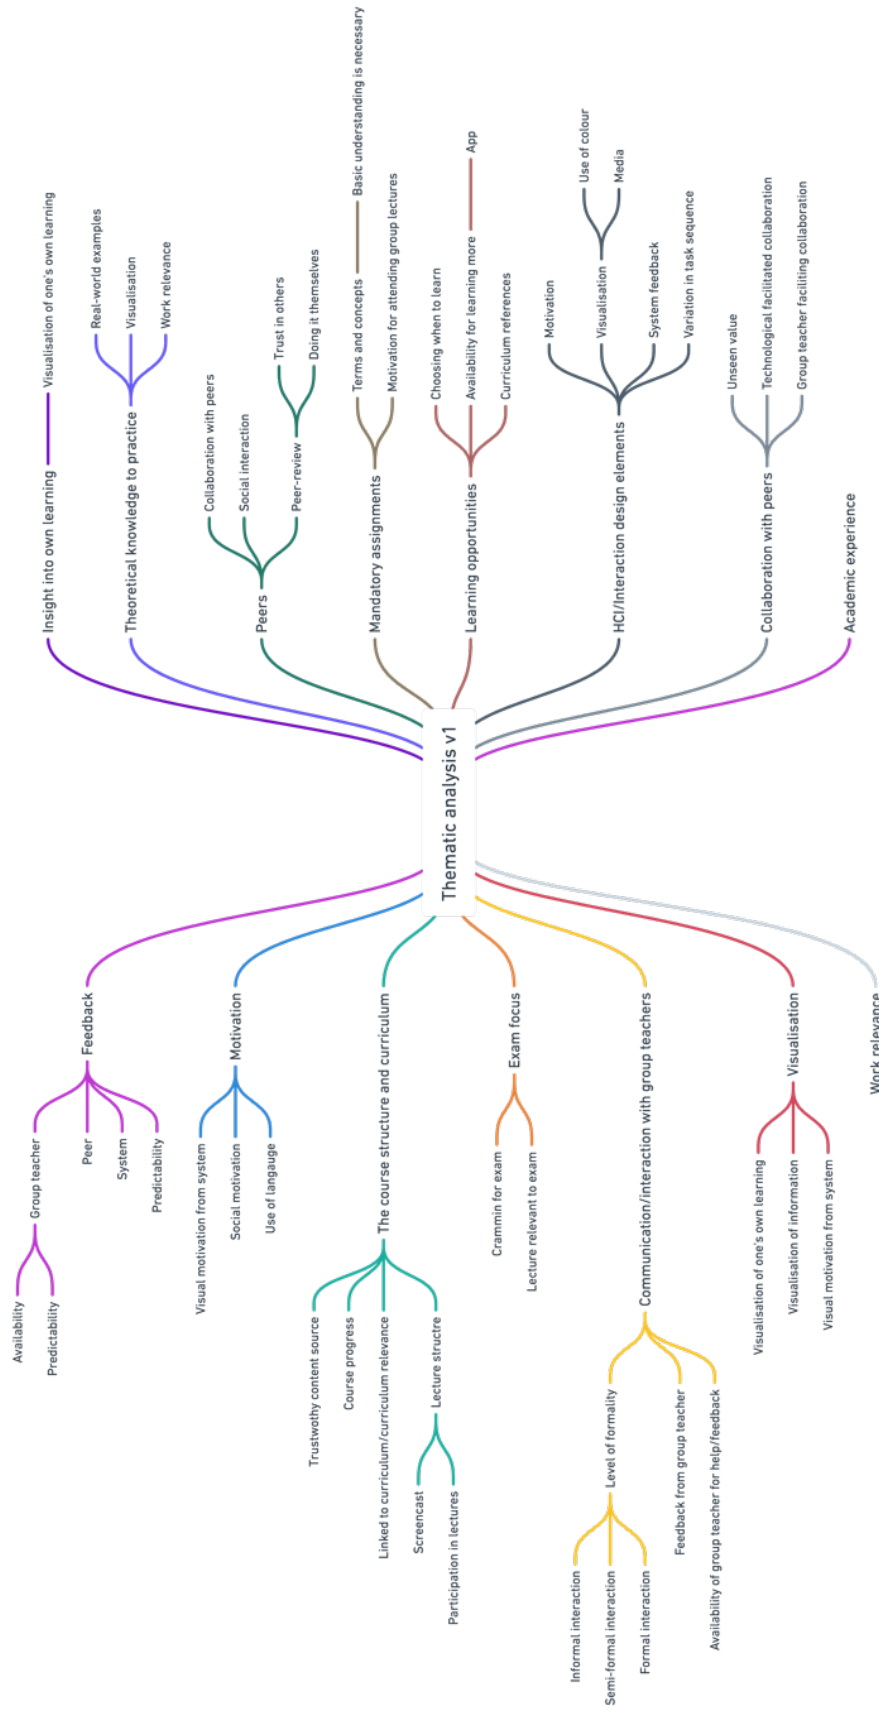 Thematic analysis v1
Feedback
Group teacher
Availability
Predictability
Peer
System
Predictability
Motivation
Visual motivation from system
Social motivation
Use of langauge
The course structure and curriculum
Trustwothy content source
Course progress
Linked to curriculum/curriculum relevance
Lecture structre
Screencast
Participation in lectures
Exam focus
Crammin for exam
Lecture relevant to exam
Communication/interaction with group teachers
Level of formality
Informal interaction
Semi-formal interaction
Formal interaction
Feedback from group teacher
Availability of group teacher for help/feedback
Visualisation
Visualisation of one's own learning
Visualisation of information
Visual motivation from system
Work relevance
Insight into own learning
Visualisation of one's own learning
Theoretical knowledge to practice
Real-world examples
Visualisation
Work relevance
Peers
Collaboration with peers
Social interaction
Peer-review
Trust in others
Doing it themselves
Mandatory assignments
Terms and concepts
Basic understanding is necessary
Motivation for attending group lectures
Learning opportunities
Choosing when to learn
Availability for learning more
App
Curriculum references
HCI/Interaction design elements
Motivation
Visualisation
Use of colour
Media
System feedback
Variation in task sequence
Collaboration with peers
Unseen value
Technological facilitated collaboration
Group teacher faciliting collaboration
Academic experience